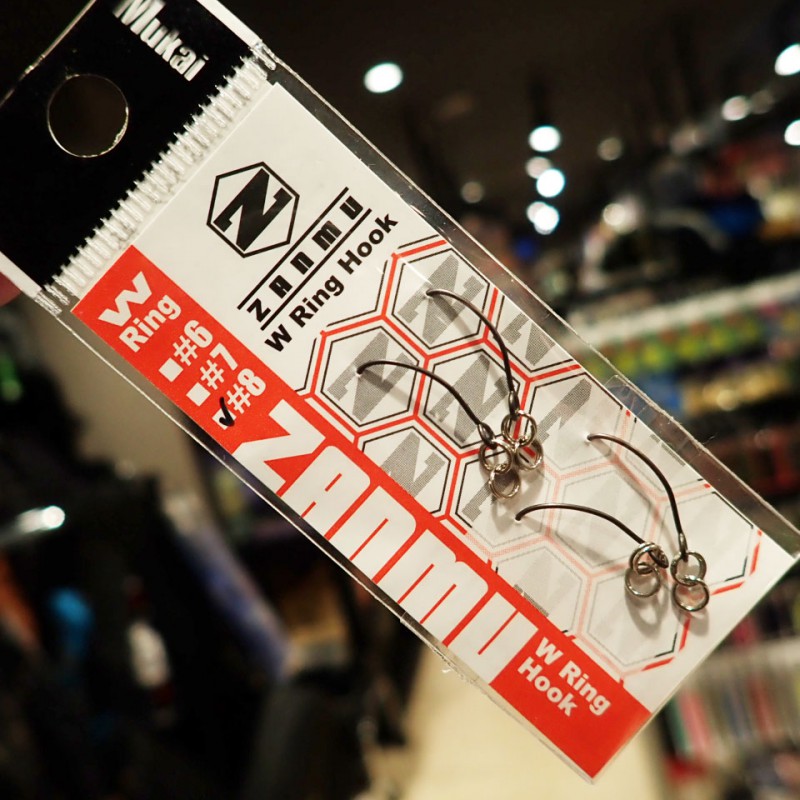 Mukai
N
ZANMU
W Ring Hook
W
Ring
#6
#7
#8
ZANMU
W Ring
Hook